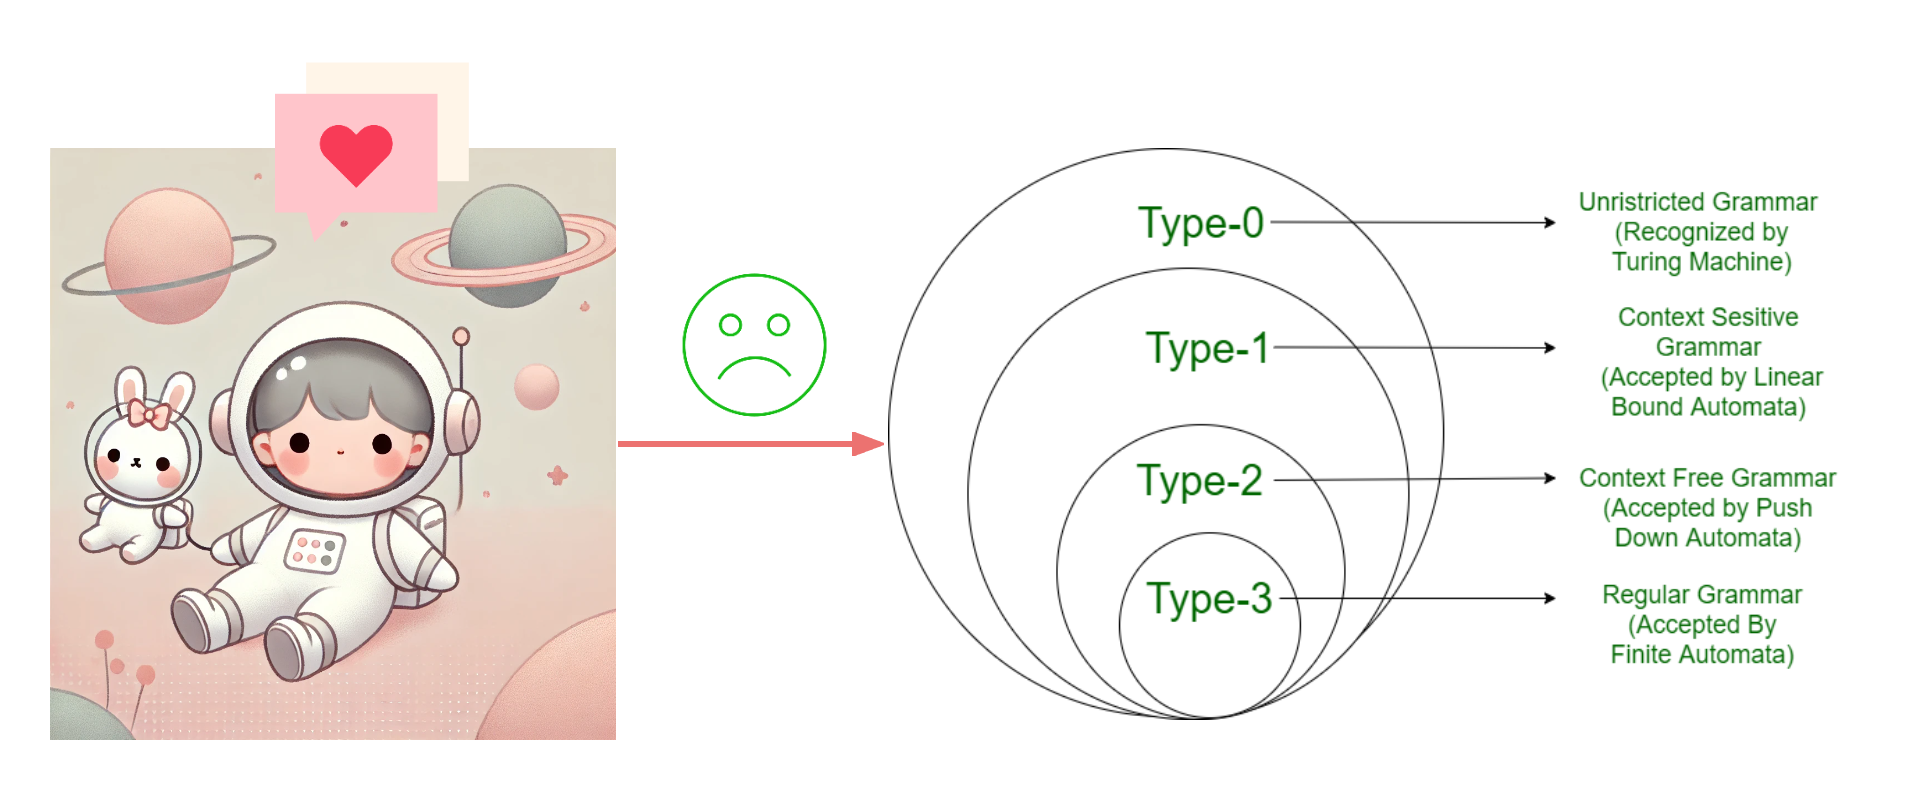 Type-0
Unristricted Grammar
(Recognized by
Turing Machine)
Type-1
Context Sesitive
Grammar
(Accepted by Linear
Bound Automata)
Type-2
Context Free Grammar
(Accepted by Push
Down Automata)
Type-3
Regular Grammar
(Accepted By
Finite Automata)